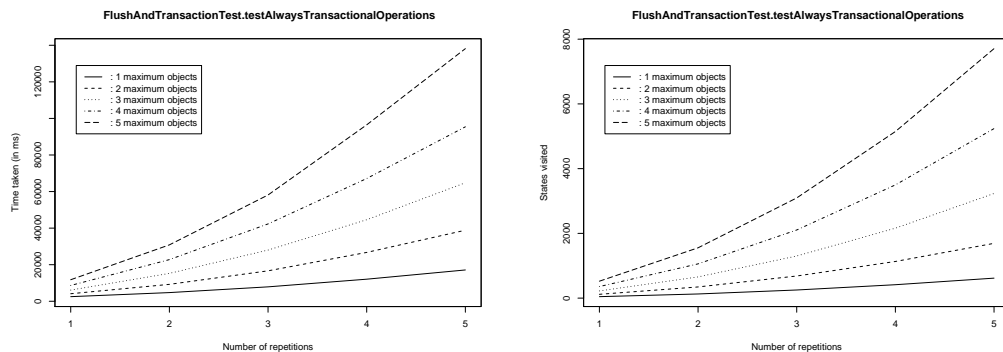 FlushAndTransactionTest.testAlwaysTransactionalOperations
Time taken (in ms)
120000
80000
60000
40000
20000
0
: 1 maximum objects
: 2 maximum objects
: 3 maximum objects
: 4 maximum objects
: 5 maximum objects
1 2 3 4 5
Number of repetitions
FlushAndTransactionTest.testAlwaysTransactionalOperations
States visited
8000
6000
4000
2000
0
: 1 maximum objects
: 2 maximum objects
: 3 maximum objects
: 4 maximum objects
: 5 maximum objects
1 2 3 4 5
Number of repetitions